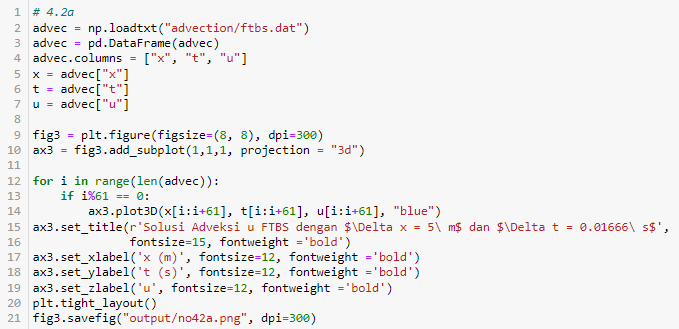 1 # 4.2a
2 advec = np.loadtxt("advection/ftbs.dat")
3 advec = pd.DataFrame(advec)
4 advec.columns = ["x", "t", "u"]
5 x = advec["x"]
6 t = advec["t"]
7 u = advec["u"]
8
9 fig3 = plt.figure(figsize=(8, 8), dpi=300)
10 ax3 = fig3.add_subplot(1,1,1, projection = "3d")
11
12 for i in range(len(advec)):
13     if i%61 == 0:
14         ax3.plot3D(x[i:i+61], t[i:i+61], u[i:i+61], "blue")
15 ax3.set_title(r'Solusi Adveksi u FTBS dengan $\Delta x = 5\ m$ dan $\Delta t = 0.01666\ s$',
16              fontsize=15, fontweight ='bold')
17 ax3.set_xlabel('x (m)', fontsize=12, fontweight ='bold')
18 ax3.set_ylabel('t (s)', fontsize=12, fontweight ='bold')
19 ax3.set_zlabel('u', fontsize=12, fontweight ='bold')
20 plt.tight_layout()
21 fig3.savefig("output/no42a.png", dpi=300)